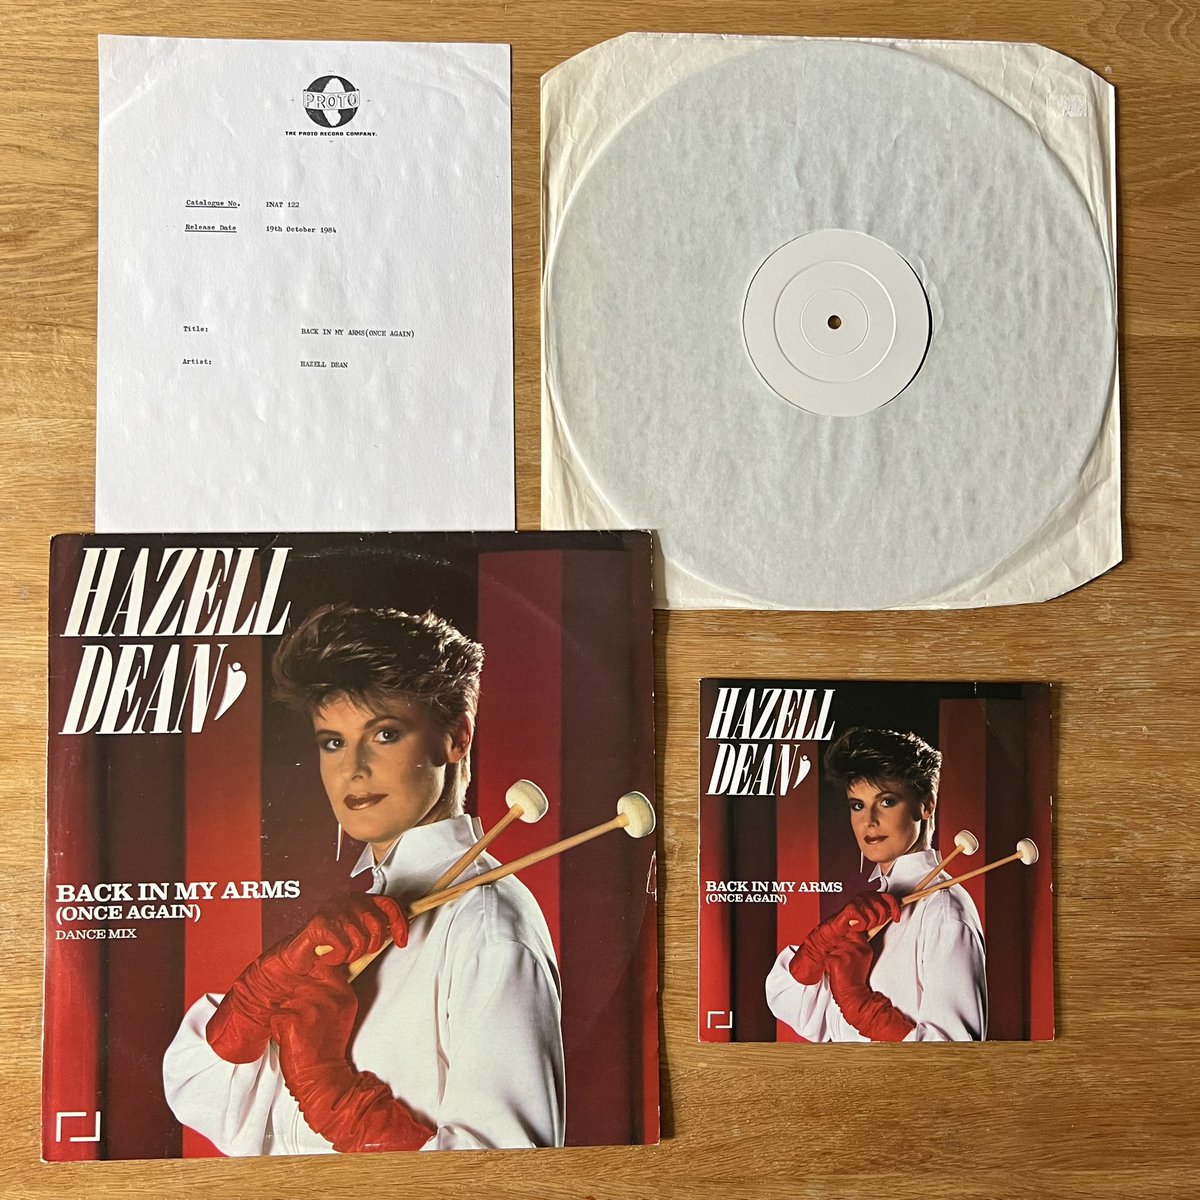 PROTO
THE PROTO RECORD COMPANY.
Catalogue No. ENAT 122
Release Date 19th October 1984
Title: BACK IN MY ARMS(ONCE AGAIN)
Artist: HAZELL DEAN
HAZELL
DEAN
BACK IN MY ARMS
(ONCE AGAIN)
DANCE MIX
HAZELL
DEAN
BACK IN MY ARMS
(ONCE AGAIN)